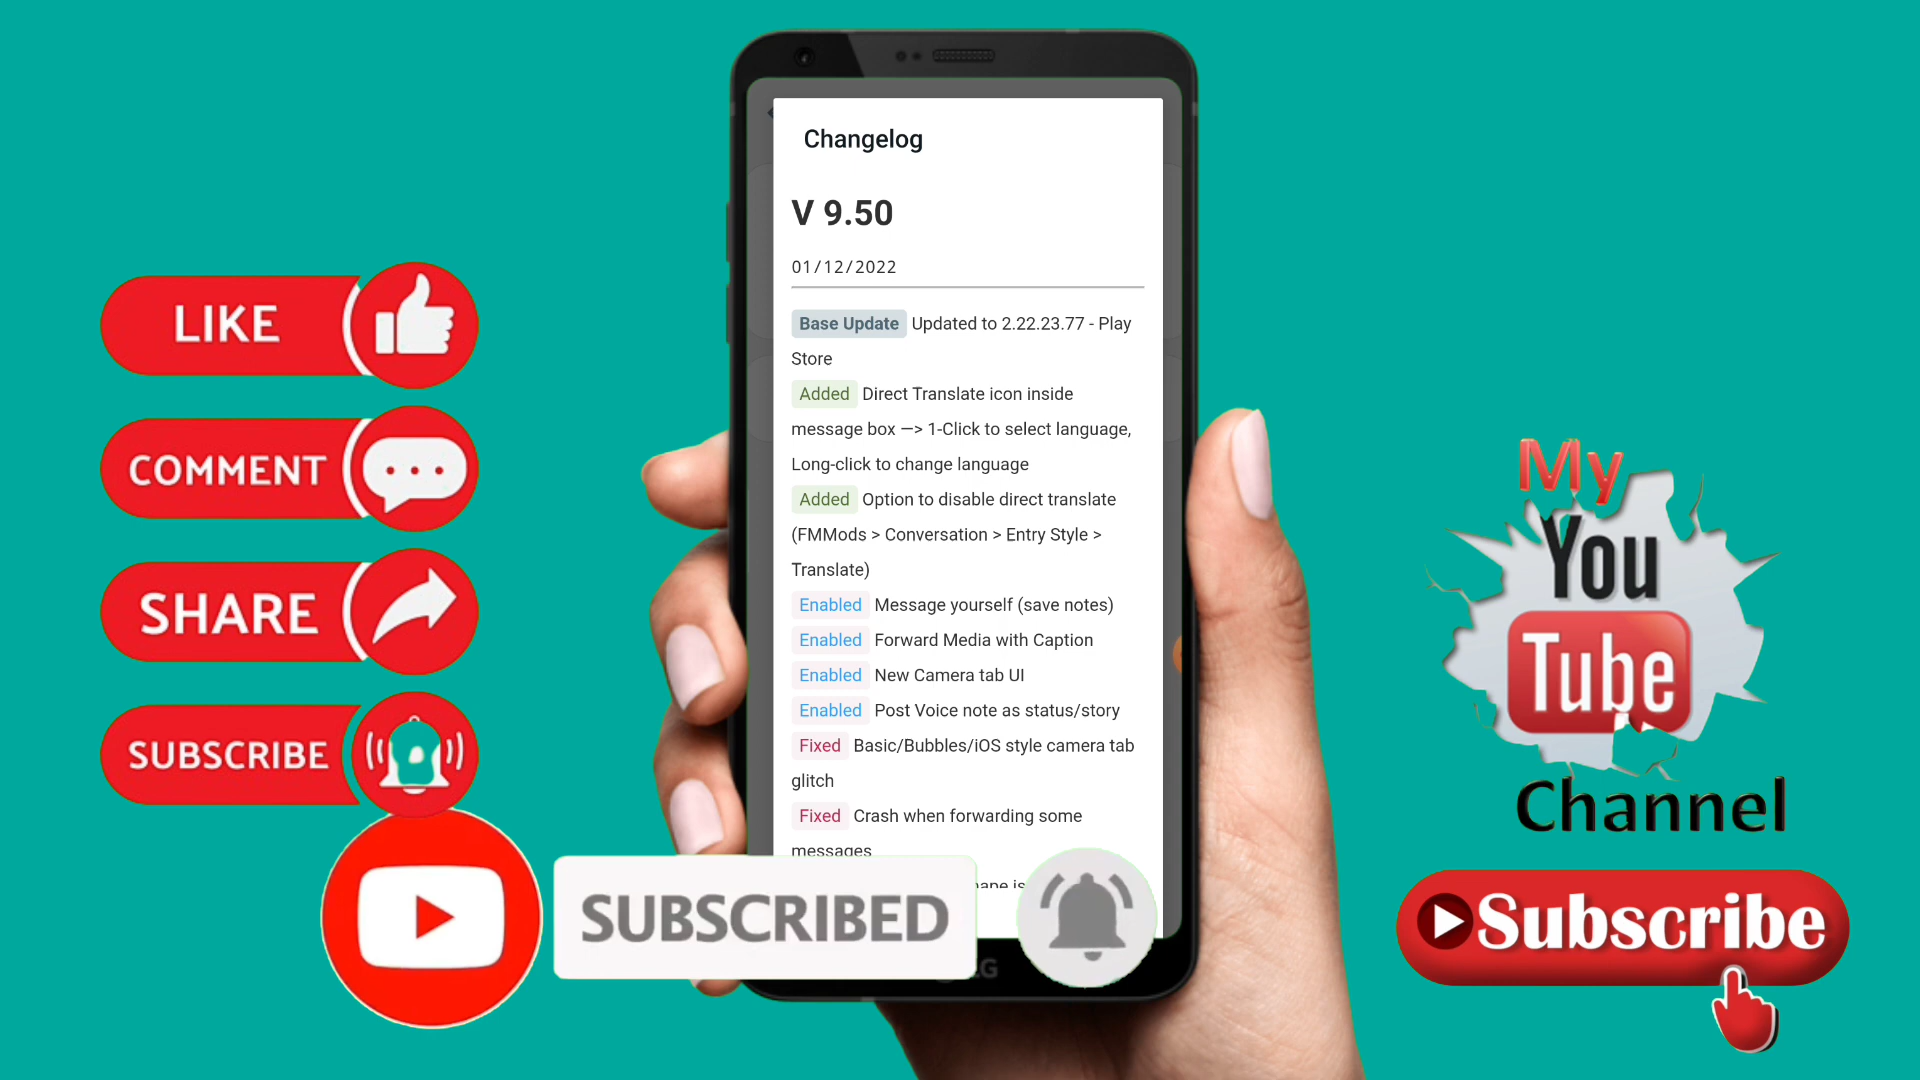 Changelog
V 9.50
01/12/2022
Base Update Updated to 2.22.23.77 - Play
Store
Added Direct Translate icon inside
message box —> 1-Click to select language,
Long-click to change language
Added Option to disable direct translate
(FMMods > Conversation > Entry Style >
Translate)
Enabled Message yourself (save notes)
Enabled Forward Media with Caption
Enabled New Camera tab UI
Enabled Post Voice note as status/story
Fixed Basic/Bubbles/iOS style camera tab
glitch
Fixed Crash when forwarding some
messages
LIKE
COMMENT
SHARE
SUBSCRIBE
SUBSCRIBED
My
You
Tube
Channel
Subscribe